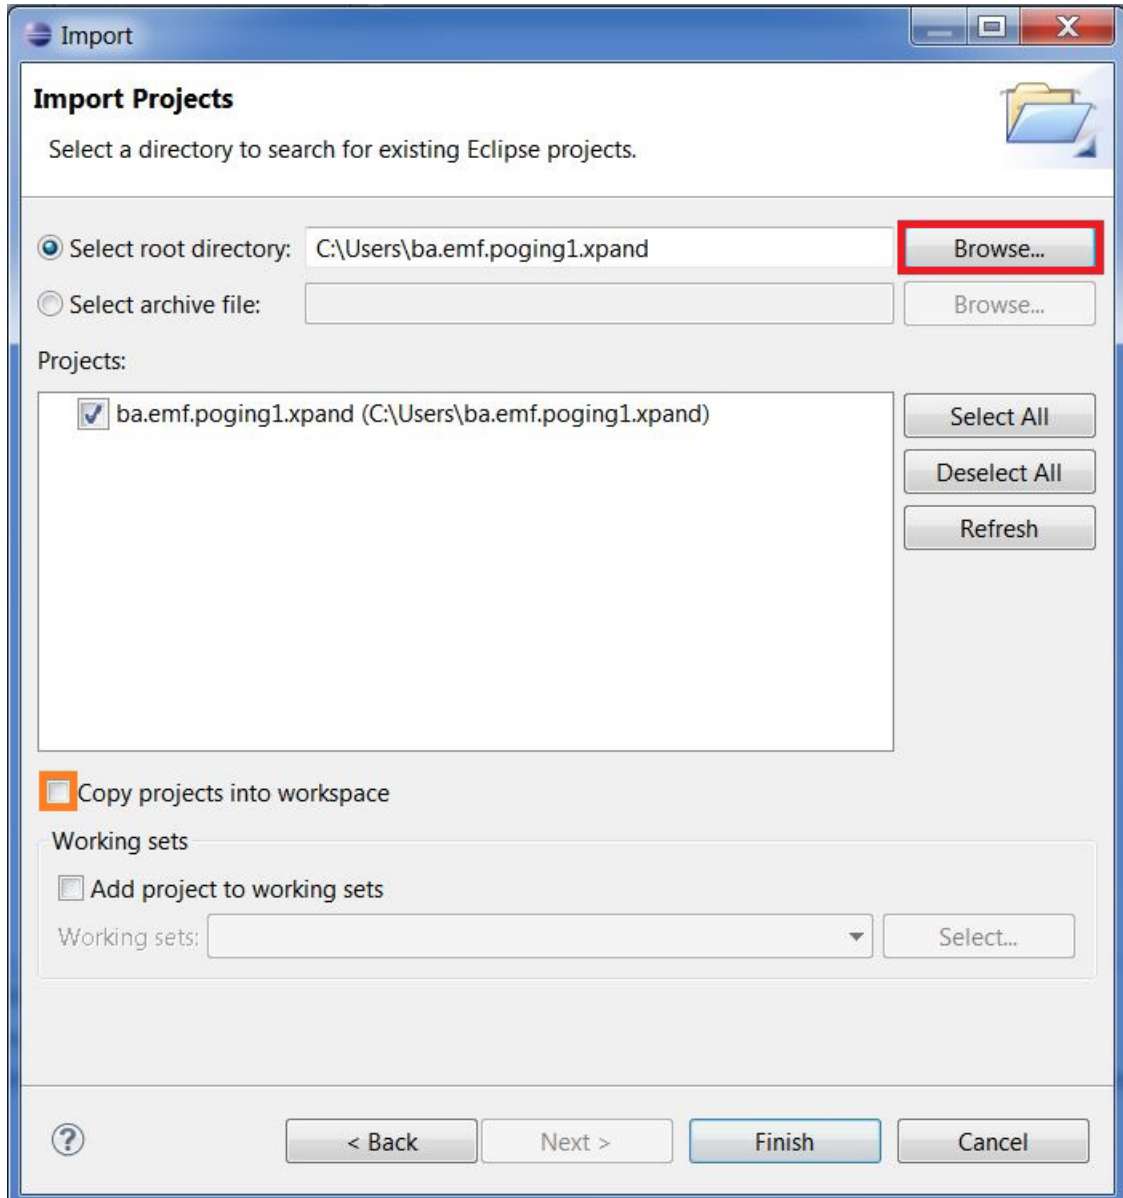 Import
Import Projects
Select a directory to search for existing Eclipse projects.
Select root directory: C:\Users\ba.emf.poging1.xpand Browse...
Select archive file: Browse...
Projects:
ba.emf.poging1.xpand (C:\Users\ba.emf.poging1.xpand)
Select All
Deselect All
Refresh
Copy projects into workspace
Working sets
Add project to working sets
Working sets: Select...
? < Back Next > Finish Cancel